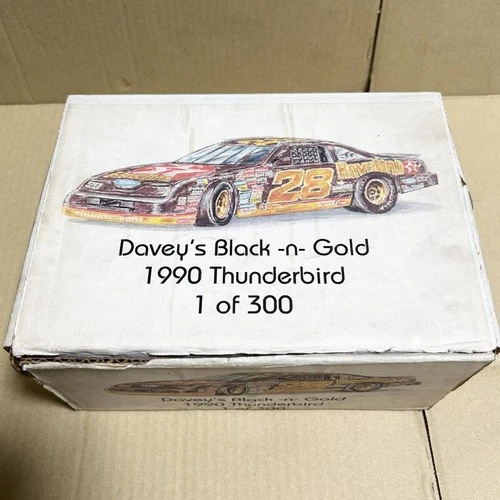 28
Havoline
Davey's Black -n- Gold
1990 Thunderbird
1 of 300
Davey's Black -n- Gold
1990 Thunderbird